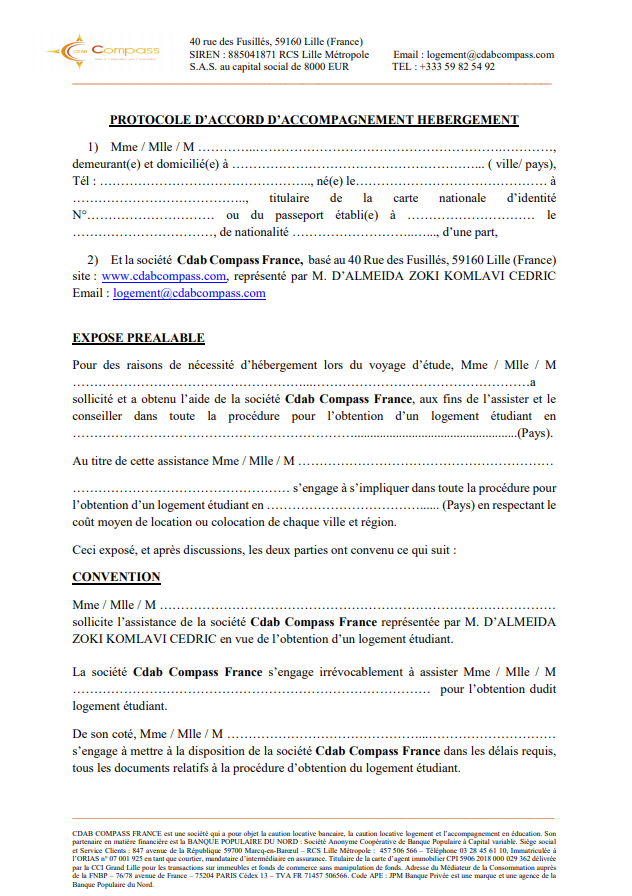 CDAB Compass
40 rue des Fusillés, 59160 Lille (France)
SIREN : 885041871 RCS Lille Métropole Email : logement@cdabcompass.com
S.A.S. au capital social de 8000 EUR TEL : +333 59 82 54 92
PROTOCOLE D’ACCORD D’ACCOMPAGNEMENT HEBERGEMENT
1) Mme / Mlle / M …………..……………………………………………….…………,
demeurant(e) et domicilié(e) à …………………………………………….. ( ville/ pays),
Tél : …………………………………….., né(e) le………………………………… à
…………………………….., titulaire de la carte nationale d’identité
N°………………………… ou du passeport établi(e) à ……………………… le
…………………………, de nationalité ……………………...…..., d’une part,
2) Et la société Cdab Compass France, basé au 40 Rue des Fusillés, 59160 Lille (France)
site : www.cdabcompass.com, représenté par M. D’ALMEIDA ZOKI KOMLAVI CEDRIC
Email : logement@cdabcompass.com
EXPOSE PREALABLE
Pour des raisons de nécessité d’hébergement lors du voyage d’étude, Mme / Mlle / M
…………………………………………...………………………………………a
sollicité et a obtenu l’aide de la société Cdab Compass France, aux fins de l’assister et le
conseiller dans toute la procédure pour l’obtention d’un logement étudiant en
…………………………………………………..................................................(Pays).
Au titre de cette assistance Mme / Mlle / M ………………………………………………
……………………………………… s’engage à s’impliquer dans toute la procédure pour
l’obtention d’un logement étudiant en ……………………………...... (Pays) en respectant le
coût moyen de location ou colocation de chaque ville et région.
Ceci exposé, et après discussions, les deux parties ont convenu ce qui suit :
CONVENTION
Mme / Mlle / M …………………………………………………………………………
sollicite l’assistance de la société Cdab Compass France représentée par M. D’ALMEIDA
ZOKI KOMLAVI CEDRIC en vue de l’obtention d’un logement étudiant.
La société Cdab Compass France s’engage irrévocablement à assister Mme / Mlle / M
………………………………………………………………… pour l’obtention dudit
logement étudiant.
De son coté, Mme / Mlle / M …………………………………...………………………
s’engage à mettre à la disposition de la société Cdab Compass France dans les délais requis,
tous les documents relatifs à la procédure d’obtention du logement étudiant.
CDAB COMPASS FRANCE est une société qui a pour objet la caution locative bancaire, la caution locative logement et l’accompagnement en éducation. Son
partenaire en matière financière est la BANQUE POPULAIRE DU NORD : Société Anonyme Coopérative de Banque Populaire à Capital variable. Siège social
et Service Clients : 847 avenue de la République 59700 Marcq-en-Barœul – RCS Lille Métropole : 457 506 566 – Téléphone 03 28 45 61 10. Immatriculée à
l’ORIAS n° 07 001 925 en tant que courtier, mandataire d’intermédiaire en assurance. Titulaire de la carte d’agent immobilier CPI 5906 2018 000 029 362 délivrée
par la CCI Grand Lille pour les transactions sur immeubles et fonds de commerce sans manipulation de fonds. Adresse du Médiateur de la Consommation auprès
de la FNBP – 76/78 avenue de France – 75204 PARIS Cédex 13 – TVA FR 71457 506566. Code APE : JPM Banque Privée est une marque et une agence de la
Banque Populaire du Nord.